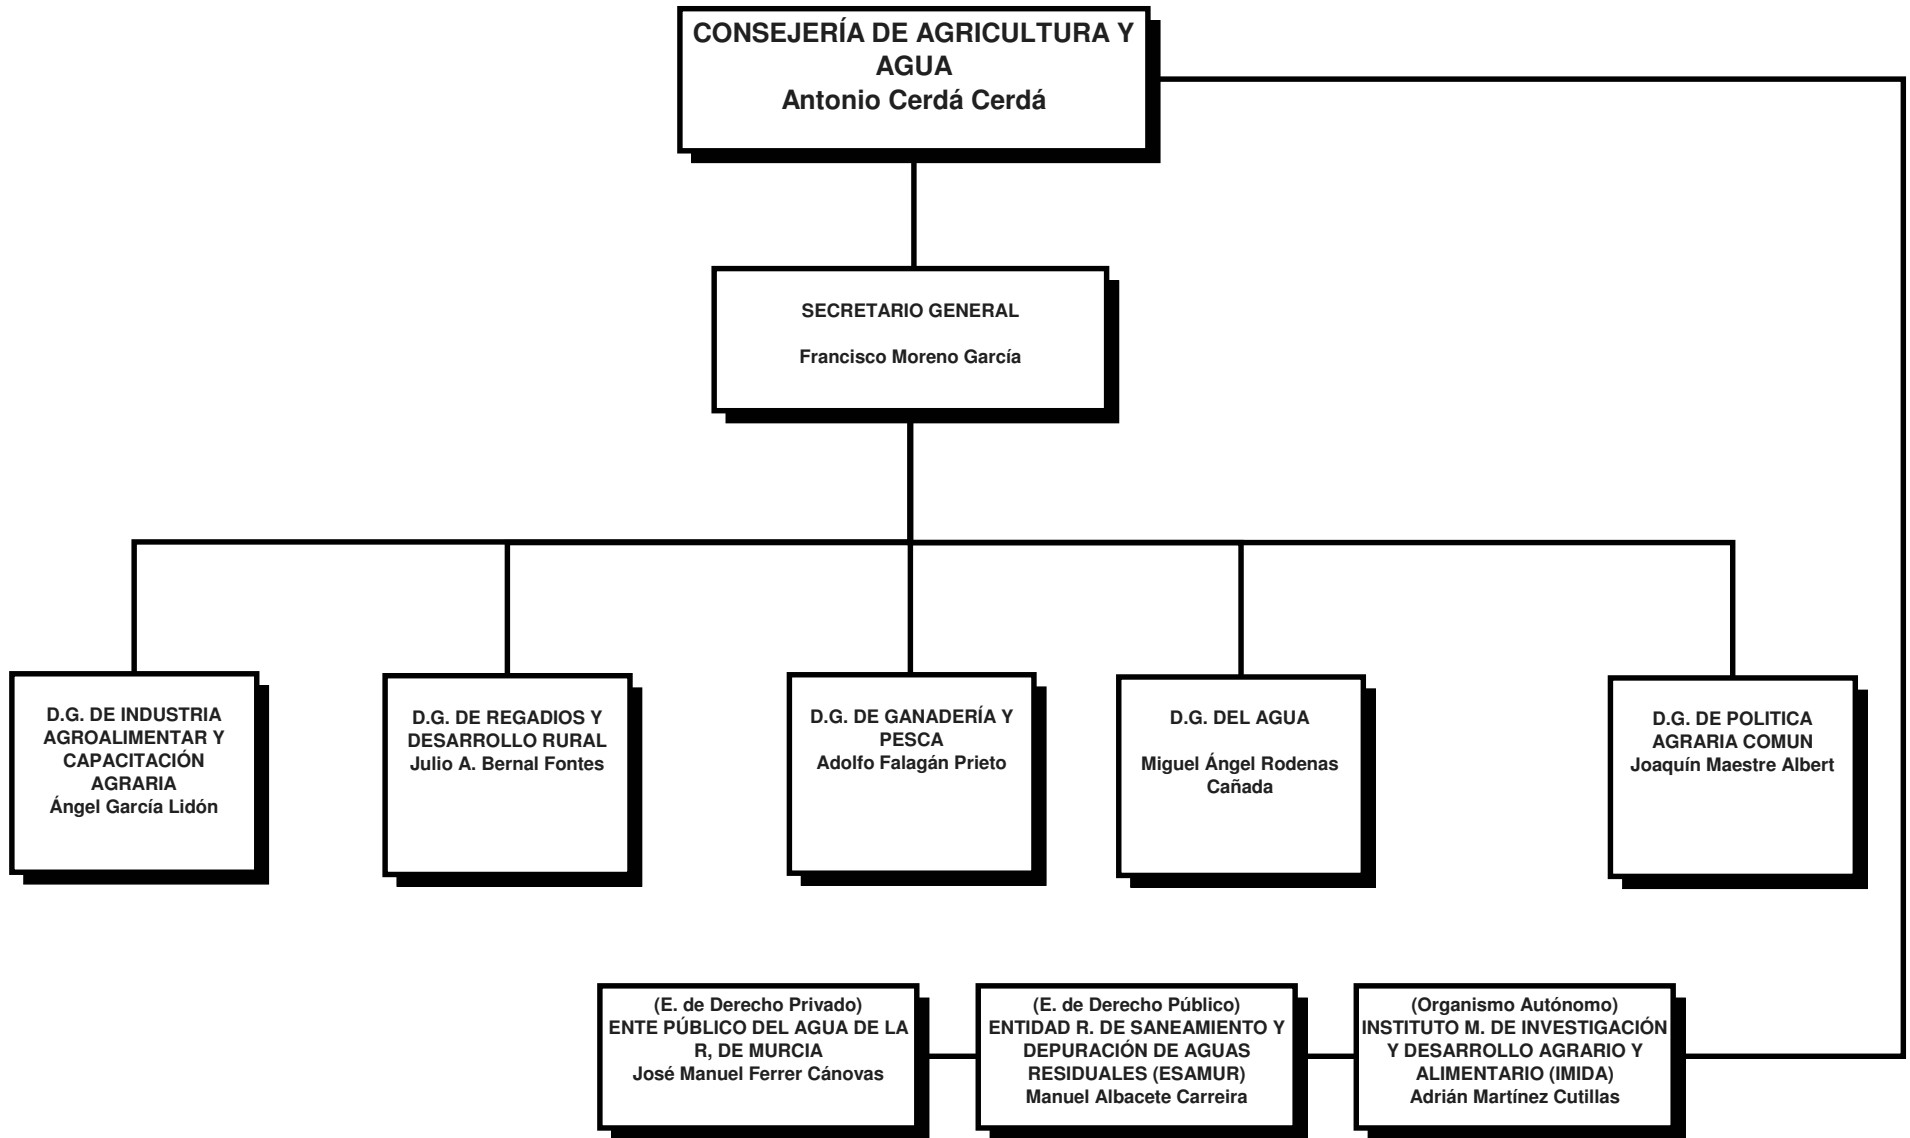 CONSEJERÍA DE AGRICULTURA Y
AGUA
Antonio Cerdá Cerdá
SECRETARIO GENERAL
Francisco Moreno García
D.G. DE INDUSTRIA
AGROALIMENTAR Y
CAPACITACIÓN
AGRARIA
Ángel García Lidón
D.G. DE REGADIOS Y
DESARROLLO RURAL
Julio A. Bernal Fontes
D.G. DE GANADERÍA Y
PESCA
Adolfo Falagán Prieto
D.G. DEL AGUA
Miguel Ángel Rodenas
Cañada
D.G. DE POLITICA
AGRARIA COMUN
Joaquín Maestre Albert
(E. de Derecho Privado)
ENTE PÚBLICO DEL AGUA DE LA
R, DE MURCIA
José Manuel Ferrer Cánovas
(E. de Derecho Público)
ENTIDAD R. DE SANEAMIENTO Y
DEPURACIÓN DE AGUAS
RESIDUALES (ESAMUR)
Manuel Albacete Carreira
(Organismo Autónomo)
INSTITUTO M. DE INVESTIGACIÓN
Y DESARROLLO AGRARIO Y
ALIMENTARIO (IMIDA)
Adrián Martínez Cutillas